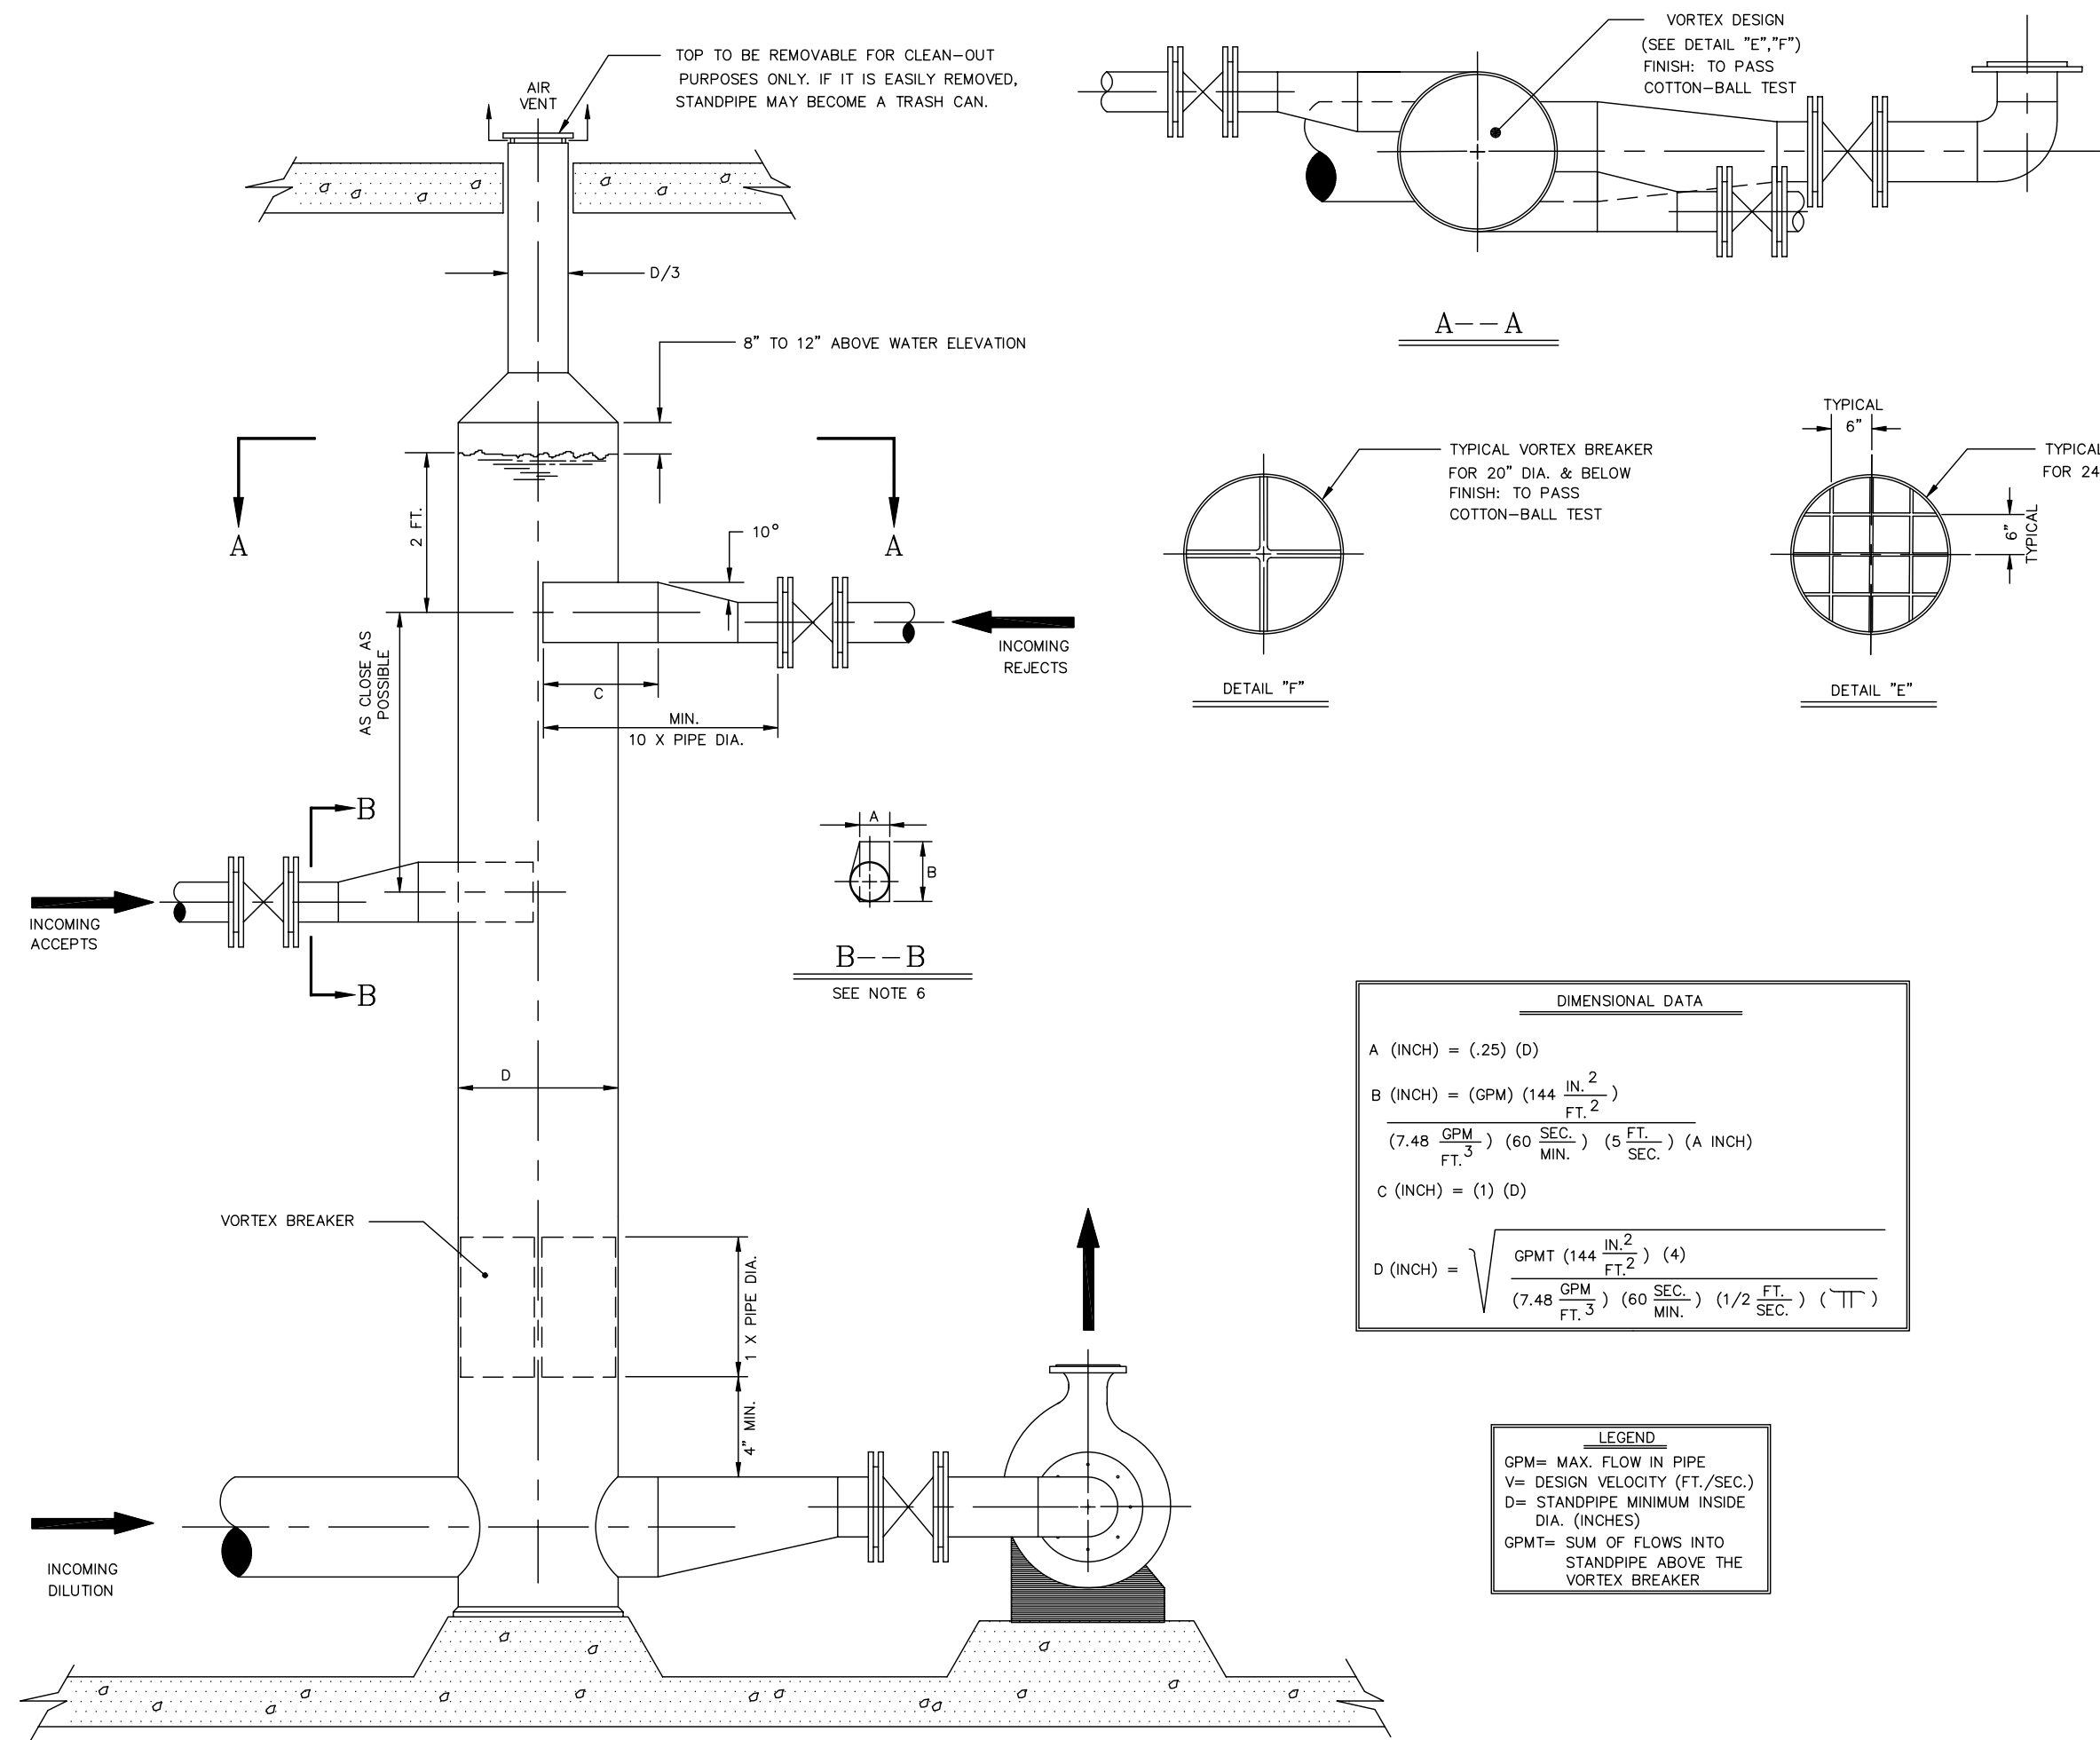 TOP TO BE REMOVABLE FOR CLEAN-OUT
PURPOSES ONLY. IF IT IS EASILY REMOVED,
STANDPIPE MAY BECOME A TRASH CAN.
AIR
VENT
D/3
8" TO 12" ABOVE WATER ELEVATION
A
A
2 FT.
10°
INCOMING
REJECTS
C
MIN.
10 X PIPE DIA.
AS CLOSE AS
POSSIBLE
B
B
INCOMING
ACCEPTS
A
B
B--B
SEE NOTE 6
D
VORTEX BREAKER
1 X PIPE DIA.
4" MIN.
INCOMING
DILUTION
VORTEX DESIGN
(SEE DETAIL "E","F")
FINISH: TO PASS
COTTON-BALL TEST
A--A
TYPICAL VORTEX BREAKER
FOR 20" DIA. & BELOW
FINISH: TO PASS
COTTON-BALL TEST
DETAIL "F"
TYPICAL
6"
TYPICAL
FOR 24
6"
TYPICAL
DETAIL "E"
DIMENSIONAL DATA
A (INCH) = (.25) (D)
B (INCH) = (GPM) (144 IN.2
FT.2 )
(7.48 GPM
FT.3 ) (60 SEC.
MIN. ) (5 FT.
SEC. ) (A INCH)
C (INCH) = (1) (D)
D (INCH) = √ GPMT (144 IN.2
FT.2 ) (4)
(7.48 GPM
FT.3 ) (60 SEC.
MIN. ) (1/2 FT.
SEC. ) (π)
LEGEND
GPM= MAX. FLOW IN PIPE
V= DESIGN VELOCITY (FT./SEC.)
D= STANDPIPE MINIMUM INSIDE
DIA. (INCHES)
GPMT= SUM OF FLOWS INTO
STANDPIPE ABOVE THE
VORTEX BREAKER